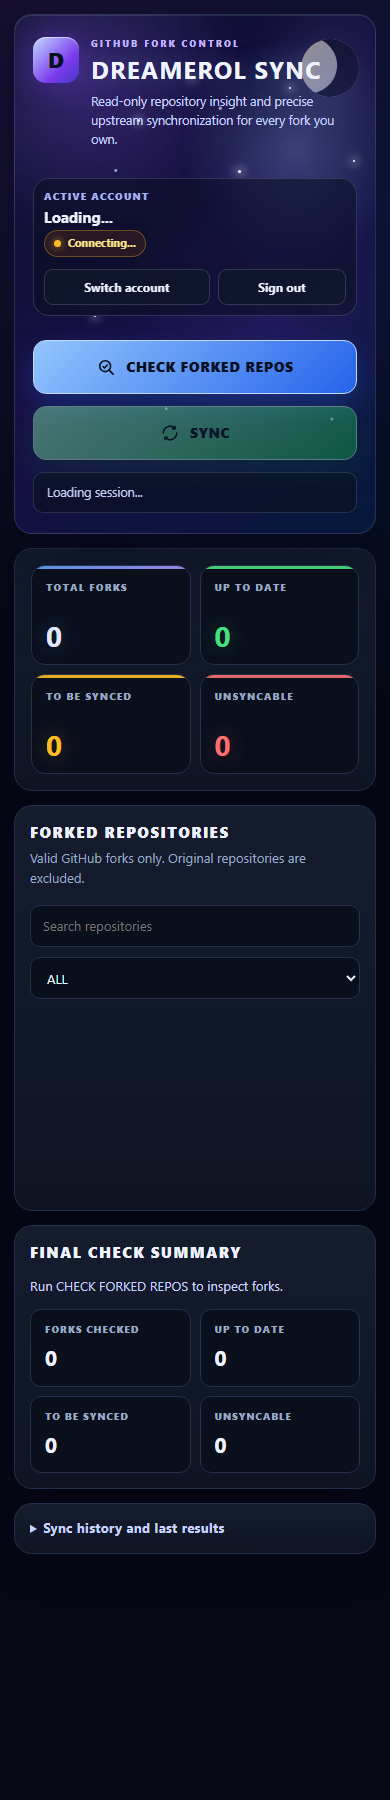 D
GITHUB FORK CONTROL
DREAMEROL SYNC
Read-only repository insight and precise
upstream synchronization for every fork you
own.
ACTIVE ACCOUNT
Loading...
Connecting...
Switch account
Sign out
CHECK FORKED REPOS
SYNC
Loading session...
TOTAL FORKS
UP TO DATE
0
0
TO BE SYNCED
UNSYNCABLE
0
0
FORKED REPOSITORIES
Valid GitHub forks only. Original repositories are
excluded.
Search repositories
ALL
FINAL CHECK SUMMARY
Run CHECK FORKED REPOS to inspect forks.
FORKS CHECKED
UP TO DATE
0
0
TO BE SYNCED
UNSYNCABLE
0
0
Sync history and last results